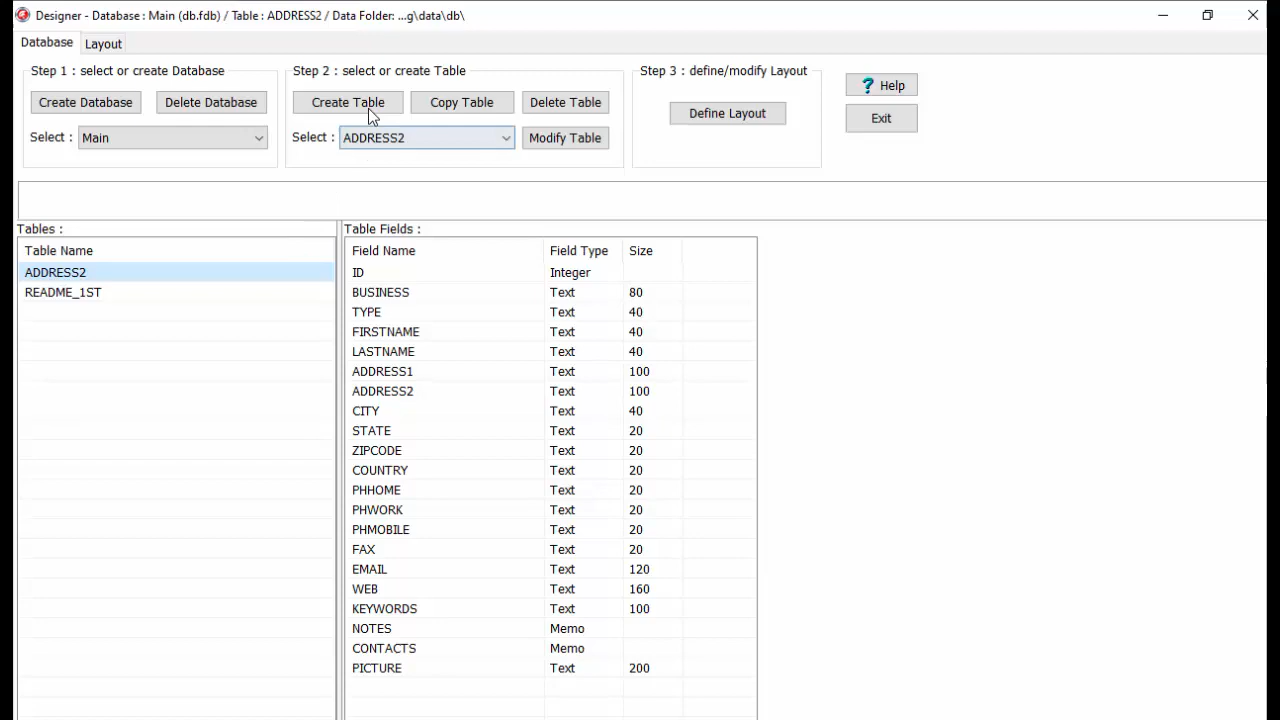 Designer - Database : Main (db.fdb) / Table : ADDRESS2 / Data Folder: ...g\data\db\
Database Layout
Step 1 : select or create Database
Create Database Delete Database
Select : Main
Step 2 : select or create Table
Create Table Copy Table Delete Table
Select : ADDRESS2 Modify Table
Step 3 : define/modify Layout
Define Layout
? Help
Exit
Tables :
Table Name
ADDRESS2
README_1ST
Table Fields :
Field Name Field Type Size
ID Integer
BUSINESS Text 80
TYPE Text 40
FIRSTNAME Text 40
LASTNAME Text 40
ADDRESS1 Text 100
ADDRESS2 Text 100
CITY Text 40
STATE Text 20
ZIPCODE Text 20
COUNTRY Text 20
PHHOME Text 20
PHWORK Text 20
PHMOBILE Text 20
FAX Text 20
EMAIL Text 120
WEB Text 160
KEYWORDS Text 100
NOTES Memo
CONTACTS Memo
PICTURE Text 200